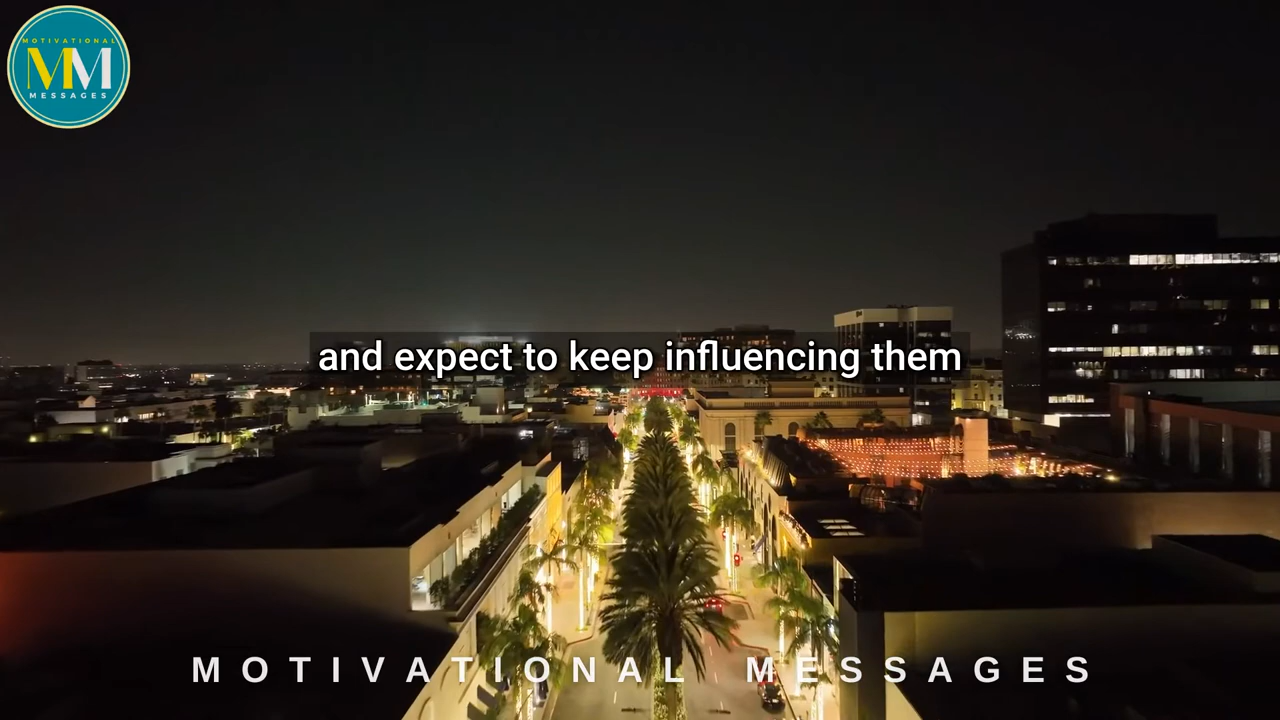 MOTIVATIONAL
MM
MESSAGES
and expect to keep influencing them
MOTIVATIONAL MESSAGES